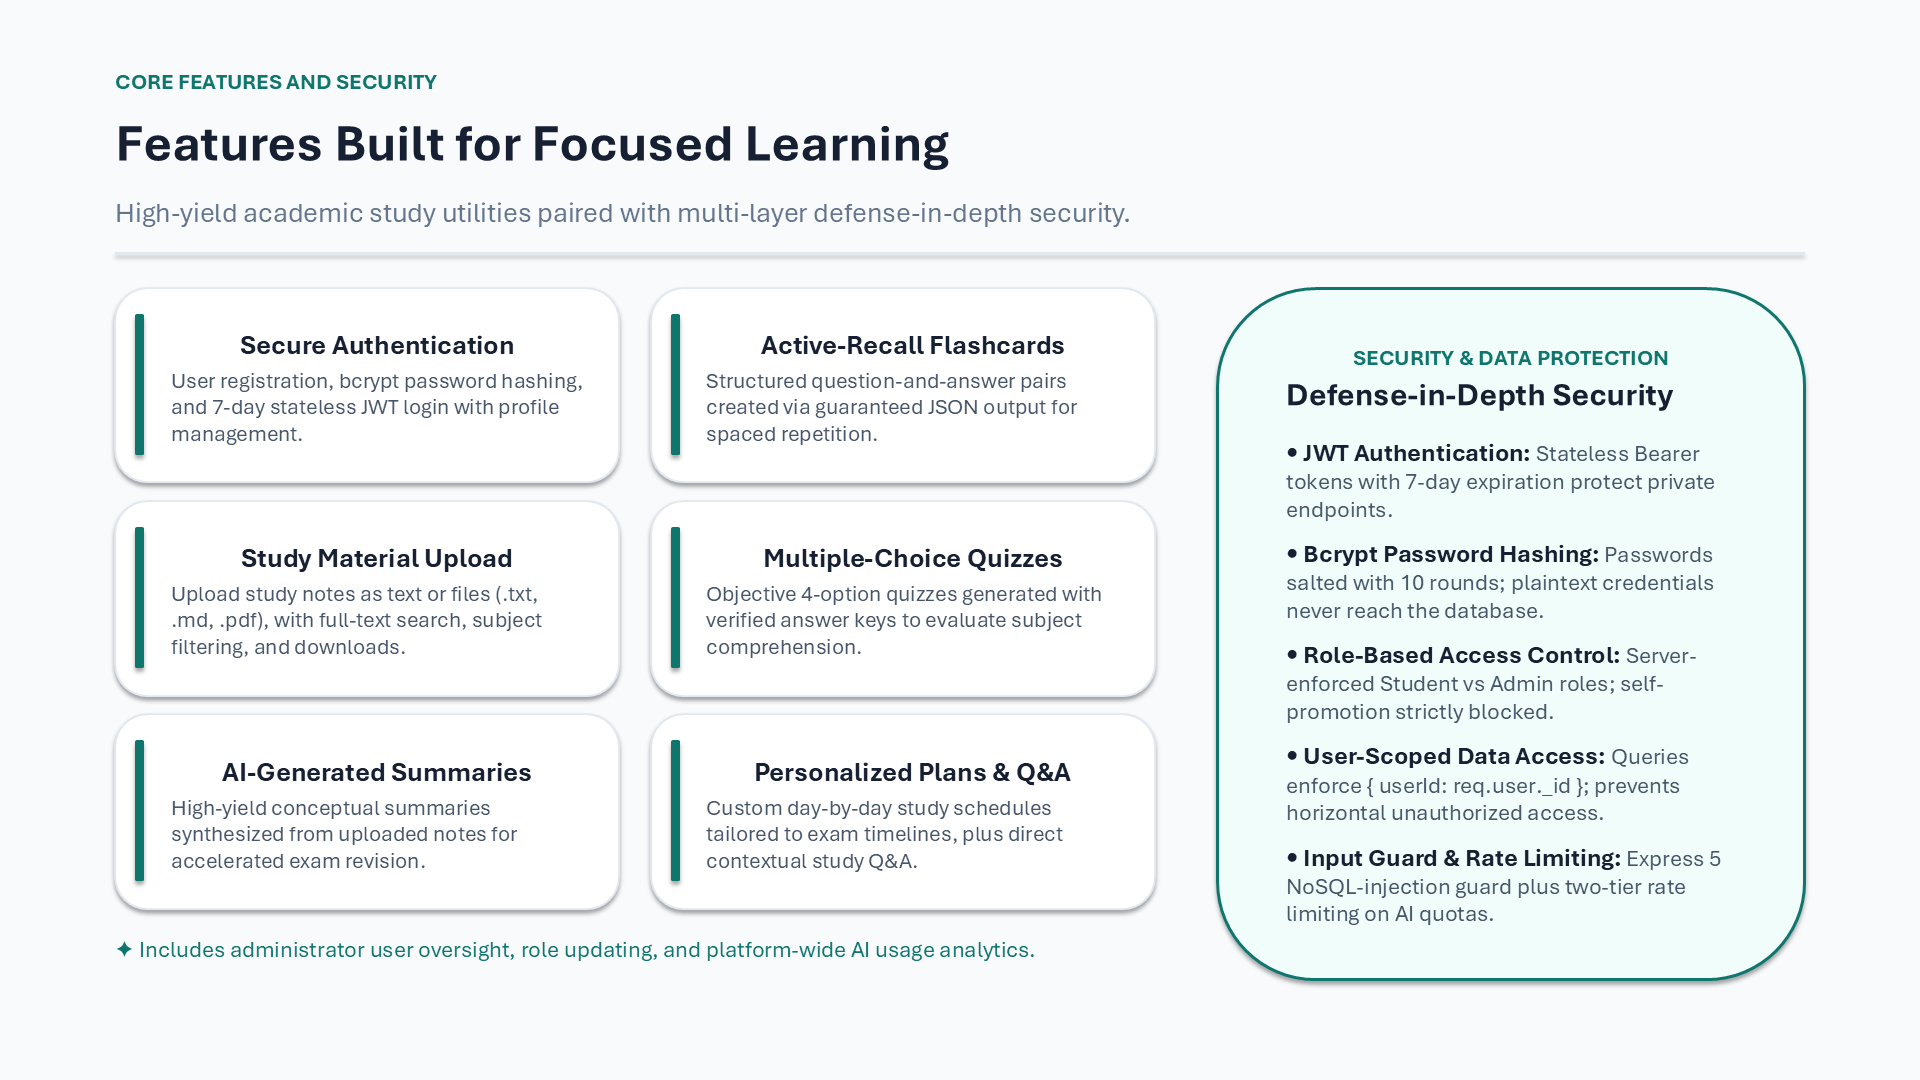 CORE FEATURES AND SECURITY
Features Built for Focused Learning
High-yield academic study utilities paired with multi-layer defense-in-depth security.
Secure Authentication
User registration, bcrypt password hashing,
and 7-day stateless JWT login with profile
management.
Active-Recall Flashcards
Structured question-and-answer pairs
created via guaranteed JSON output for
spaced repetition.
Study Material Upload
Upload study notes as text or files (.txt,
.md, .pdf), with full-text search, subject
filtering, and downloads.
Multiple-Choice Quizzes
Objective 4-option quizzes generated with
verified answer keys to evaluate subject
comprehension.
AI-Generated Summaries
High-yield conceptual summaries
synthesized from uploaded notes for
accelerated exam revision.
Personalized Plans & Q&A
Custom day-by-day study schedules
tailored to exam timelines, plus direct
contextual study Q&A.
✦ Includes administrator user oversight, role updating, and platform-wide AI usage analytics.
SECURITY & DATA PROTECTION
Defense-in-Depth Security
• JWT Authentication: Stateless Bearer
tokens with 7-day expiration protect private
endpoints.
• Bcrypt Password Hashing: Passwords
salted with 10 rounds; plaintext credentials
never reach the database.
• Role-Based Access Control: Server-
enforced Student vs Admin roles; self-
promotion strictly blocked.
• User-Scoped Data Access: Queries
enforce { userId: req.user._id }; prevents
horizontal unauthorized access.
• Input Guard & Rate Limiting: Express 5
NoSQL-injection guard plus two-tier rate
limiting on AI quotas.